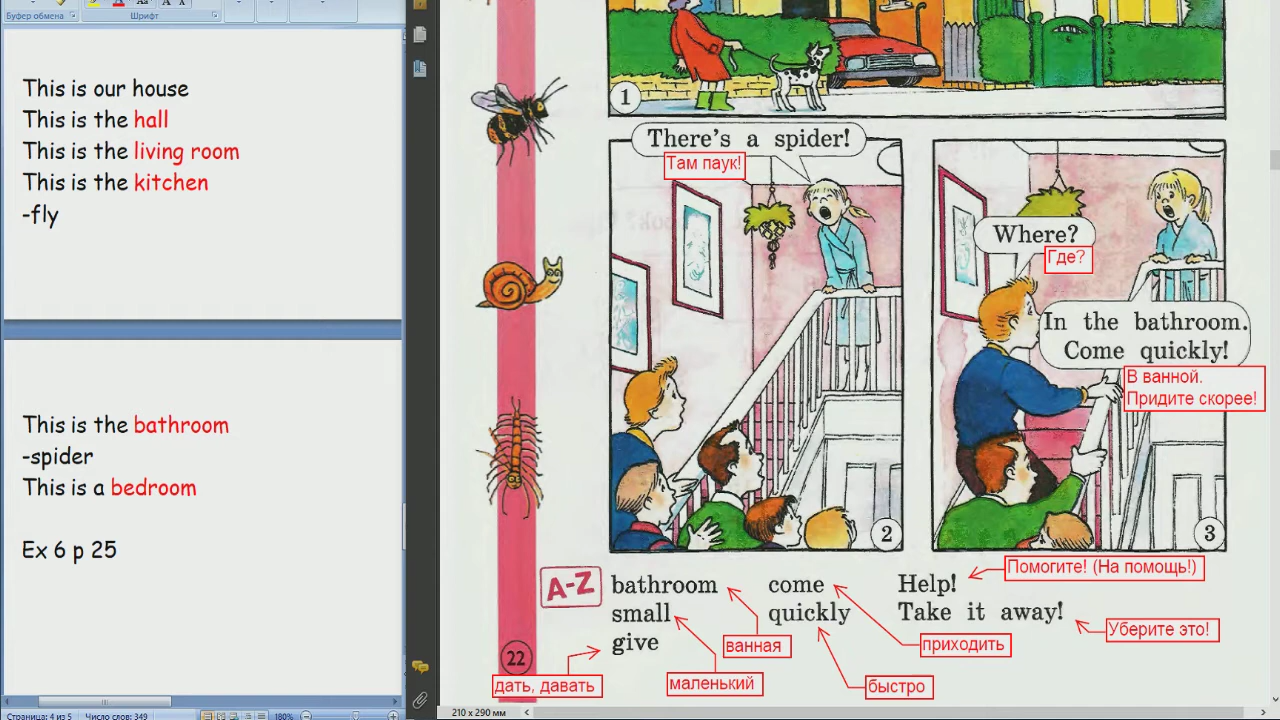 Буфер обмена
Шрифт
This is our house
This is the hall
This is the living room
This is the kitchen
-fly
This is the bathroom
-spider
This is a bedroom
Ex 6 p 25
Страница: 4 из 5
Число слов: 349
180%
1
There's a spider!
Там паук!
2
Where?
Где?
In the bathroom.
Come quickly!
В ванной.
Придите скорее!
3
A-Z
bathroom come Help!
small quickly Take it away!
give
Помогите! (На помощь!)
Уберите это!
ванная
приходить
дать, давать
маленький
быстро
22
210 x 290 мм